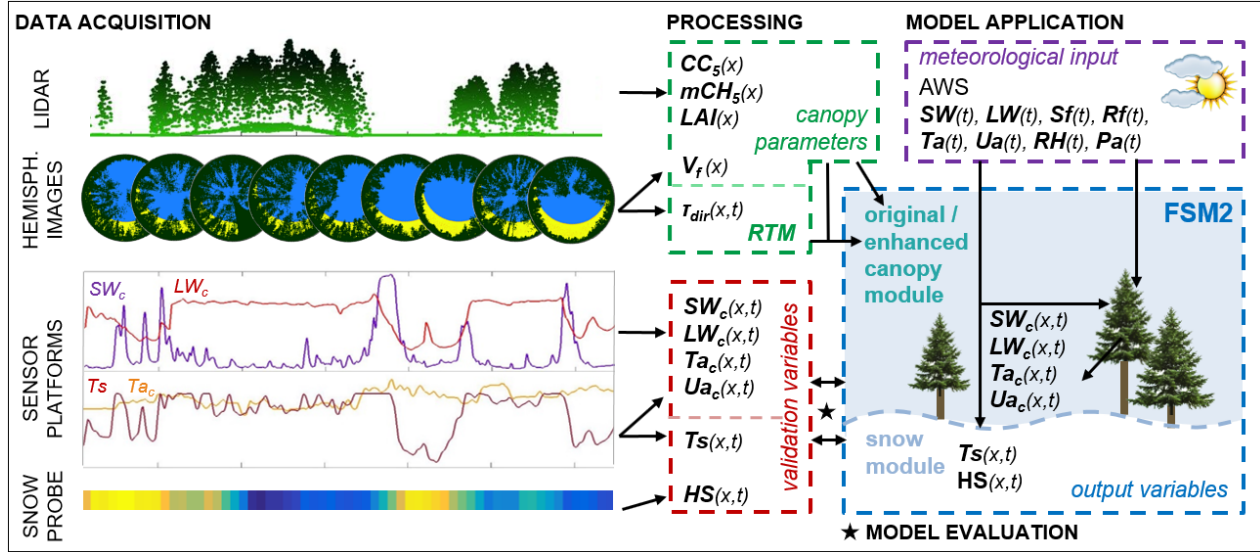 DATA ACQUISITION
LIDAR
HEMISPH.
IMAGES
SENSOR
PLATFORMS
SW_c
LW_c
Ts
Ta_c
SNOW
PROBE
PROCESSING
CC_5(x)
mCH_5(x)
LAI(x)
canopy
parameters
V_f(x)
τ_dir(x,t)
RTM
SW_c(x,t)
LW_c(x,t)
Ta_c(x,t)
Ua_c(x,t)
Ts(x,t)
HS(x,t)
validation variables
MODEL APPLICATION
meteorological input
AWS
SW(t), LW(t), Sf(t), Rf(t),
Ta(t), Ua(t), RH(t), Pa(t)
FSM2
original /
enhanced
canopy
module
SW_c(x,t)
LW_c(x,t)
Ta_c(x,t)
Ua_c(x,t)
snow
module
Ts(x,t)
HS(x,t)
output variables
★ MODEL EVALUATION